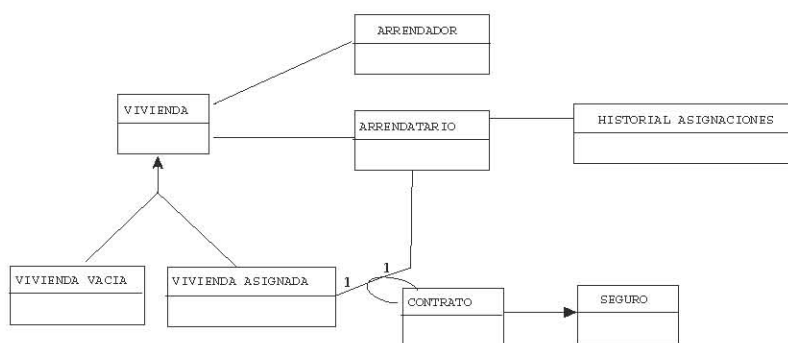 ARRENDADOR
VIVIENDA
ARRENDATARIO
HISTORIAL ASIGNACIONES
VIVIENDA VACIA
VIVIENDA ASIGNADA
1
1
CONTRATO
SEGURO